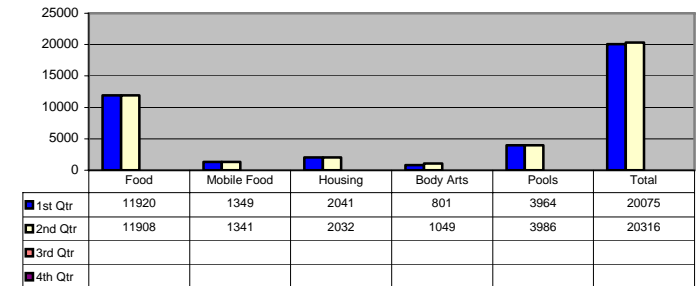 25000
20000
15000
10000
5000
0
Food Mobile Food Housing Body Arts Pools Total
1st Qtr 11920 1349 2041 801 3964 20075
2nd Qtr 11908 1341 2032 1049 3986 20316
3rd Qtr
4th Qtr